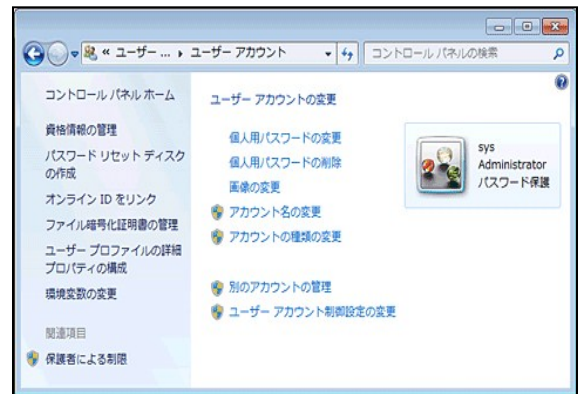 ユーザー ... ユーザー アカウント コントロール パネルの検索
コントロール パネル ホーム
資格情報の管理
パスワード リセット ディスク
の作成
オンライン ID をリンク
ファイル暗号化証明書の管理
ユーザー プロファイルの詳細
プロパティの構成
環境変数の変更
関連項目
保護者による制限
ユーザー アカウントの変更
個人用パスワードの変更
個人用パスワードの削除
画像の変更
アカウント名の変更
アカウントの種類の変更
別のアカウントの管理
ユーザー アカウント制御設定の変更
sys
Administrator
パスワード保護